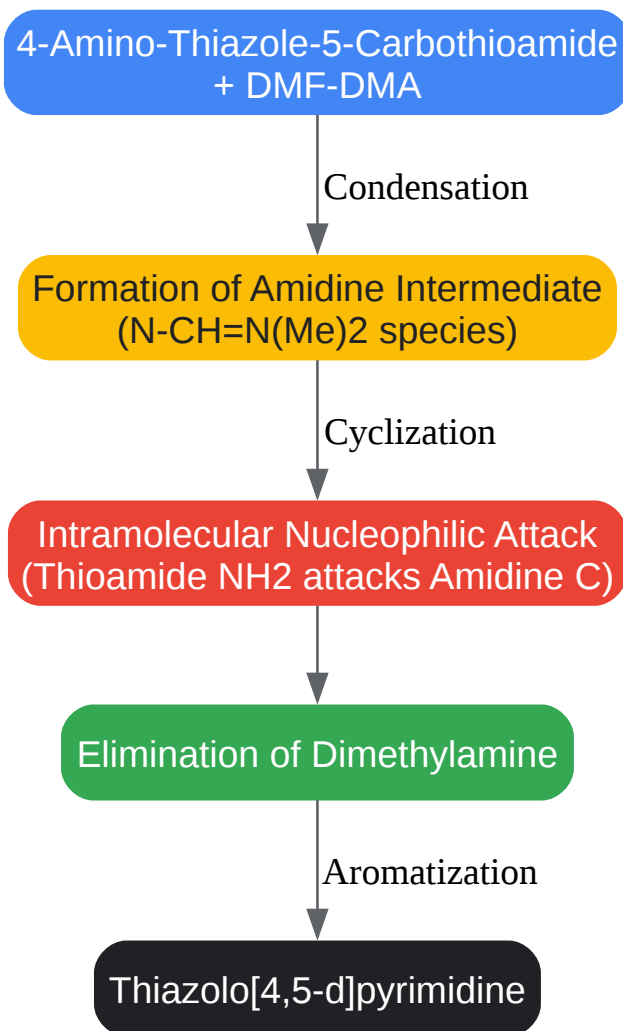 4-Amino-Thiazole-5-Carbothioamide
+ DMF-DMA
Condensation
Formation of Amidine Intermediate
(N-CH=N(Me)2 species)
Cyclization
Intramolecular Nucleophilic Attack
(Thioamide NH2 attacks Amidine C)
Elimination of Dimethylamine
Aromatization
Thiazolo[4,5-d]pyrimidine